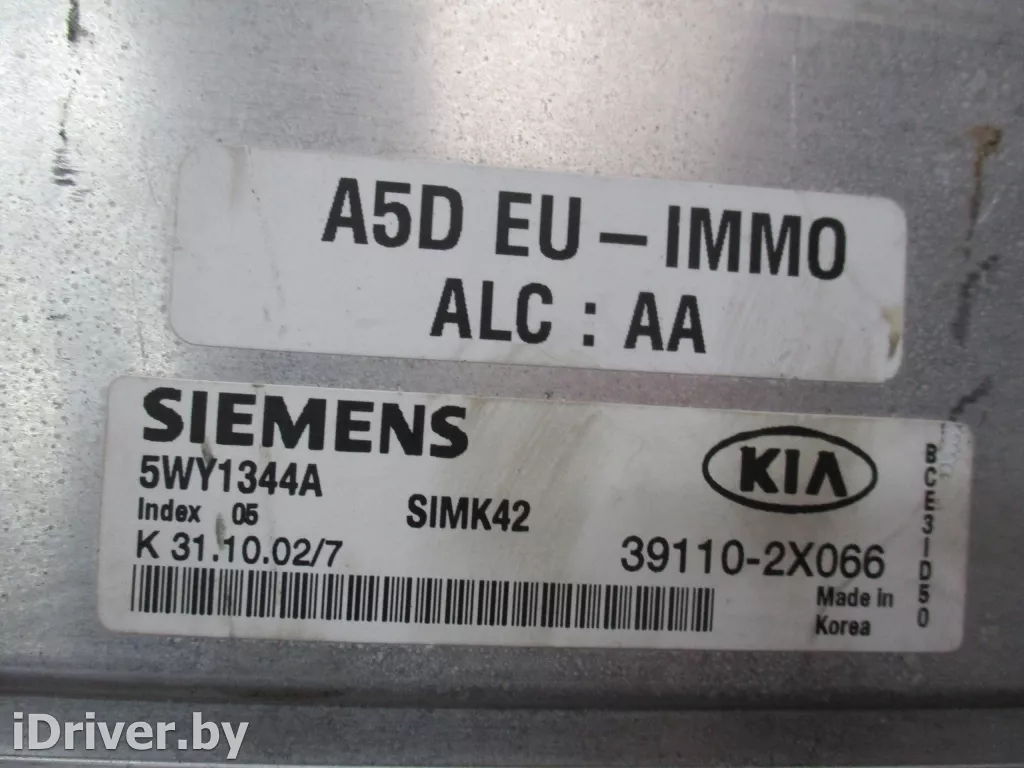 A5D EU – IMMO
ALC : AA
SIEMENS
5WY1344A
Index 05
SIMK42
K 31.10.02/7
KIA
39110-2X066
Made in
Korea
BCE31D50
iDriver.by